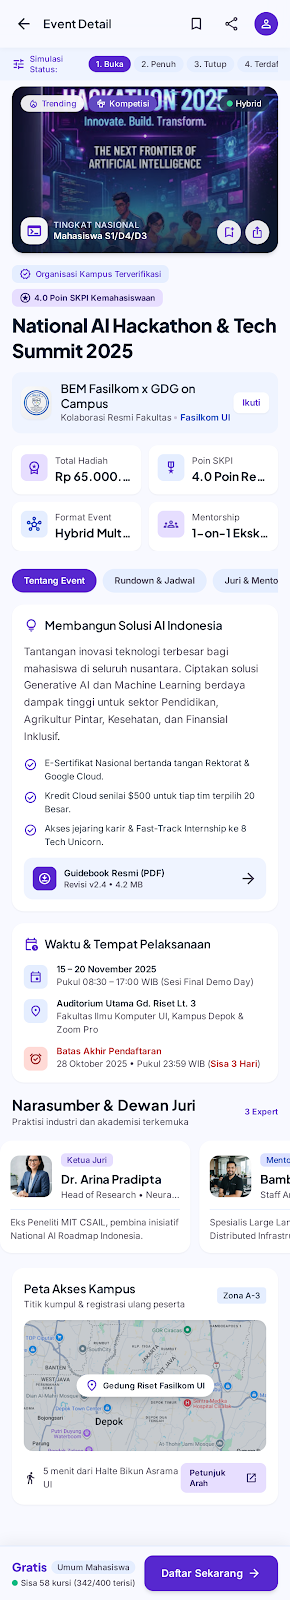 Event Detail
Simulasi
Status:
1. Buka
2. Penuh
3. Tutup
4. Terdaf
HACKATHON 2025
Trending
Kompetisi
Hybrid
Innovate. Build. Transform.
THE NEXT FRONTIER OF
ARTIFICIAL INTELLIGENCE
TINGKAT NASIONAL
Mahasiswa S1/D4/D3
Organisasi Kampus Terverifikasi
4.0 Poin SKPI Kemahasiswaan
National AI Hackathon & Tech
Summit 2025
BEM Fasilkom x GDG on
Campus
Kolaborasi Resmi Fakultas • Fasilkom UI
Ikuti
Total Hadiah
Rp 65.000....
Poin SKPI
4.0 Poin Re...
Format Event
Hybrid Mult...
Mentorship
1-on-1 Eksk...
Tentang Event
Rundown & Jadwal
Juri & Mento
Membangun Solusi AI Indonesia
Tantangan inovasi teknologi terbesar bagi
mahasiswa di seluruh nusantara. Ciptakan solusi
Generative AI dan Machine Learning berdaya
dampak tinggi untuk sektor Pendidikan,
Agrikultur Pintar, Kesehatan, dan Finansial
Inklusif.
E-Sertifikat Nasional bertanda tangan Rektorat &
Google Cloud.
Kredit Cloud senilai $500 untuk tiap tim terpilih 20
Besar.
Akses jejaring karir & Fast-Track Internship ke 8
Tech Unicorn.
Guidebook Resmi (PDF)
Revisi v2.4 • 4.2 MB
Waktu & Tempat Pelaksanaan
15 – 20 November 2025
Pukul 08:30 – 17:00 WIB (Sesi Final Demo Day)
Auditorium Utama Gd. Riset Lt. 3
Fakultas Ilmu Komputer UI, Kampus Depok &
Zoom Pro
Batas Akhir Pendaftaran
28 Oktober 2025 • Pukul 23:59 WIB (Sisa 3 Hari)
Narasumber & Dewan Juri
Praktisi industri dan akademisi terkemuka
3 Expert
Ketua Juri
Dr. Arina Pradipta
Head of Research • Neura...
Eks Peneliti MIT CSAIL, pembina inisiatif
National AI Roadmap Indonesia.
Mento
Bamb
Staff A
Spesialis Large Lan
Distributed Infrastru
Peta Akses Kampus
Titik kumpul & registrasi ulang peserta
Zona A-3
BANTEN
WEST JAVA
Gedung Riset Fasilkom UI
Depok Town Center
Depok
Bojongsari
5 menit dari Halte Bikun Asrama
UI
Petunjuk
Arah
Gratis
Umum Mahasiswa
Sisa 58 kursi (342/400 terisi)
Daftar Sekarang